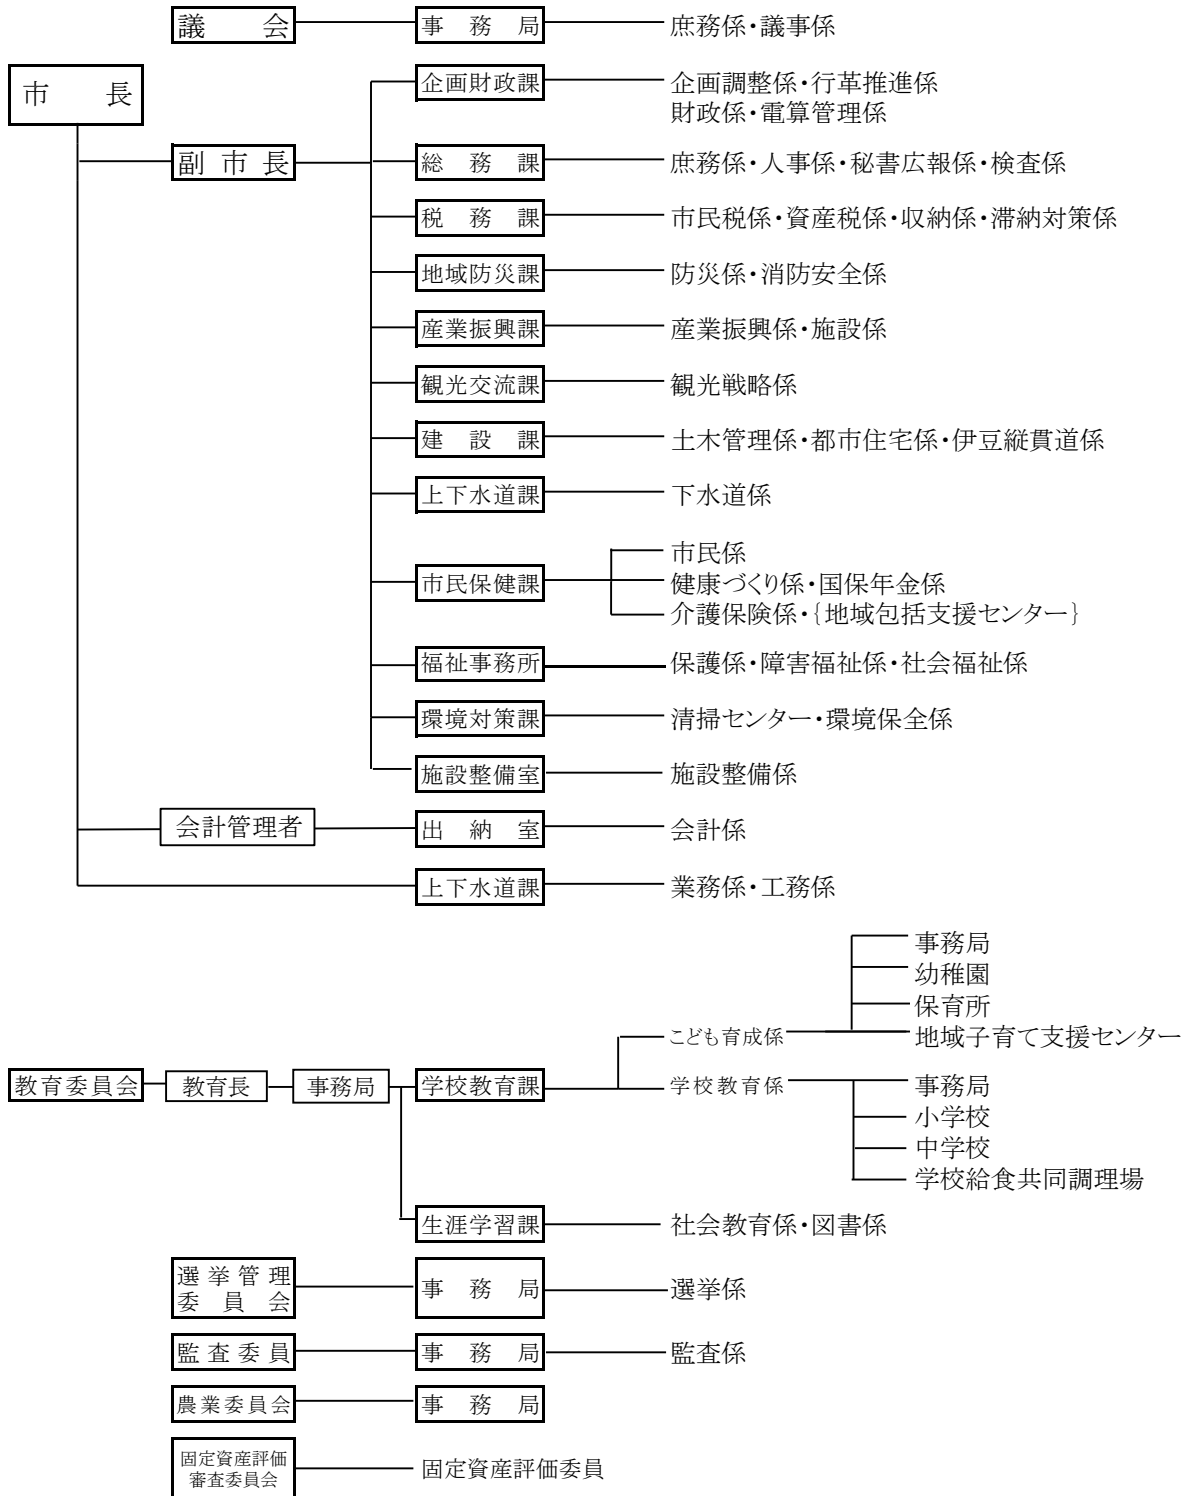 議会 事務局 庶務係・議事係
市長
企画財政課 企画調整係・行革推進係
財政係・電算管理係
副市長 総務課 庶務係・人事係・秘書広報係・検査係
税務課 市民税係・資産税係・収納係・滞納対策係
地域防災課 防災係・消防安全係
産業振興課 産業振興係・施設係
観光交流課 観光戦略係
建設課 土木管理係・都市住宅係・伊豆縦貫道係
上下水道課 下水道係
市民係
市民保健課 健康づくり係・国保年金係
介護保険係・{地域包括支援センター}
福祉事務所 保護係・障害福祉係・社会福祉係
環境対策課 清掃センター・環境保全係
施設整備室 施設整備係
会計管理者 出納室 会計係
上下水道課 業務係・工務係
事務局
幼稚園
保育所
こども育成係 地域子育て支援センター
教育委員会 教育長 事務局 学校教育課 学校教育係 事務局
小学校
中学校
学校給食共同調理場
生涯学習課 社会教育係・図書係
選挙管理
委員会 事務局 選挙係
監査委員 事務局 監査係
農業委員会 事務局
固定資産評価
審査委員会 固定資産評価委員